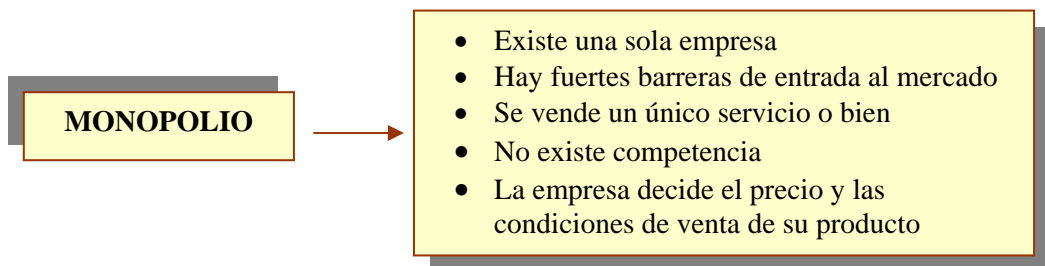 MONOPOLIO
• Existe una sola empresa
• Hay fuertes barreras de entrada al mercado
• Se vende un único servicio o bien
• No existe competencia
• La empresa decide el precio y las
condiciones de venta de su producto